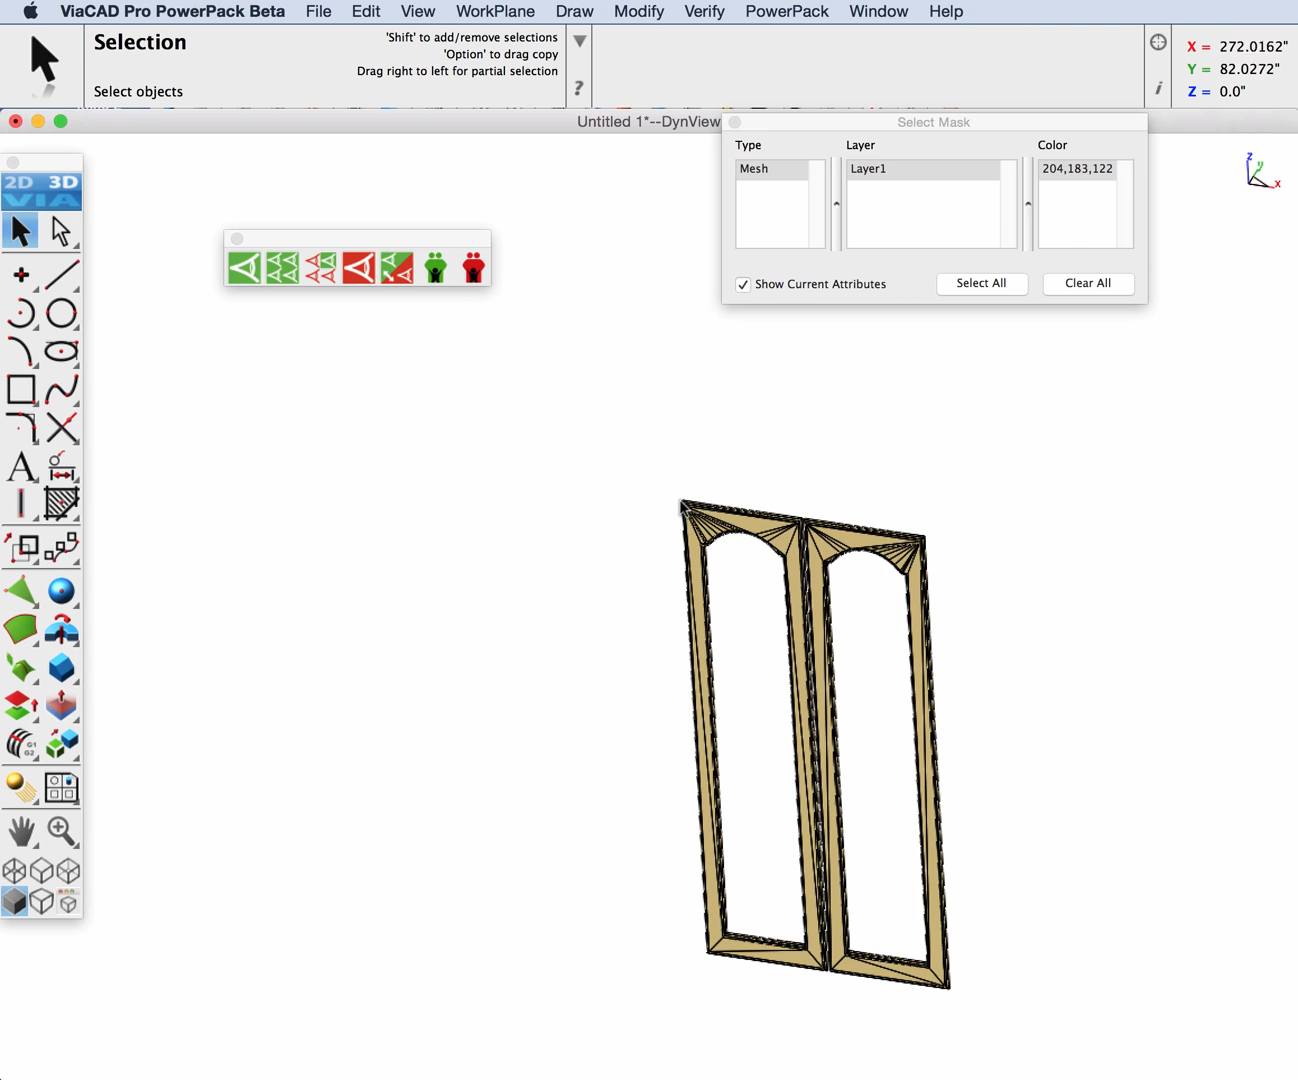 ViaCAD Pro PowerPack Beta File Edit View WorkPlane Draw Modify Verify PowerPack Window Help
Selection
'Shift' to add/remove selections
'Option' to drag copy
Drag right to left for partial selection
Select objects
?
i
X = 272.0162"
Y = 82.0272"
Z = 0.0"
Untitled 1*--DynView
Select Mask
Type Layer Color
Mesh Layer1 204,183,122
Show Current Attributes Select All Clear All
z
y
x
2D 3D
VIA
A
G1
G2